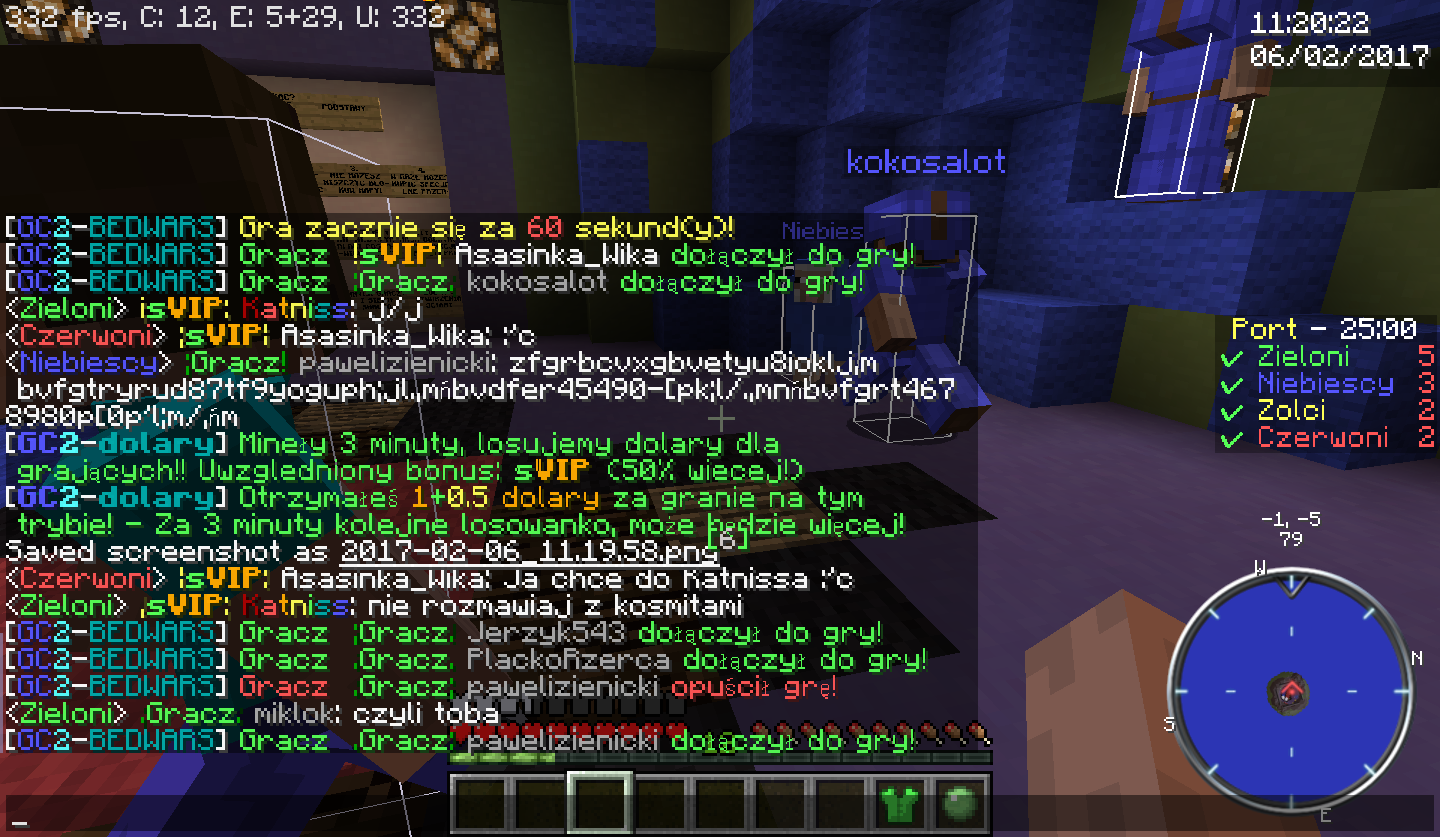 332 fps, C: 12, E: 5+29, U: 332
11:20:22
06/02/2017
PODSTAWY
kokosalot
Niebies
[GC2-BEDWARS] Gra zacznie się za 60 sekund(y)!
[GC2-BEDWARS] Gracz !sVIP! Asasinka_Wika dołączył do gry!
[GC2-BEDWARS] Gracz :Gracz. kokosalot dołączył do gry!
<Zieloni> isVIP: Katniss: j/j
<Czerwoni> :sVIP: Asasinka_Wika: :'c
<Niebiescy> :Gracz! pawelizienicki: zfgrbcvxgbvetyu8iokl,j,m
bvfgtryrud87tf9yoguph;,jl,,mńbvdfer45490-[pk;l/,,mnńbvfgrt467
8980p[0p'l;m/,ńm
[GC2-dolary] Mineły 3 minuty, losujemy dolary dla
grających!! Uwzgledniony bonus: sVIP (50% wiecej!)
[GC2-dolary] Otrzymałeś 1+0.5 dolary za granie na tym
trybie! - Za 3 minuty kolejne losowanko, może będzie więcej!
[B]
Saved screenshot as 2017-02-06_11.19.58.png
<Czerwoni> !sVIP! Asasinka_Wika: Ja chce do Katnissa :'c
<Zieloni> ,sVIP: Katniss: nie rozmawiaj z kosmitami
[GC2-BEDWARS] Gracz :Gracz. Jerzyk543 dołączył do gry!
[GC2-BEDWARS] Gracz :Gracz. PlackoRzerca dołączył do gry!
[GC2-BEDWARS] Gracz .Gracz. pawelizienicki opuścił grę!
<Zieloni> .Gracz. miklok: czyli toba
[GC2-BEDWARS] Gracz .Gracz. pawelizienicki dołączył do gry!
Port - 25:00
Zieloni 5
Niebiescy 3
Zolci 2
Czerwoni 2
-1, -5
79
W
N
S
E
_